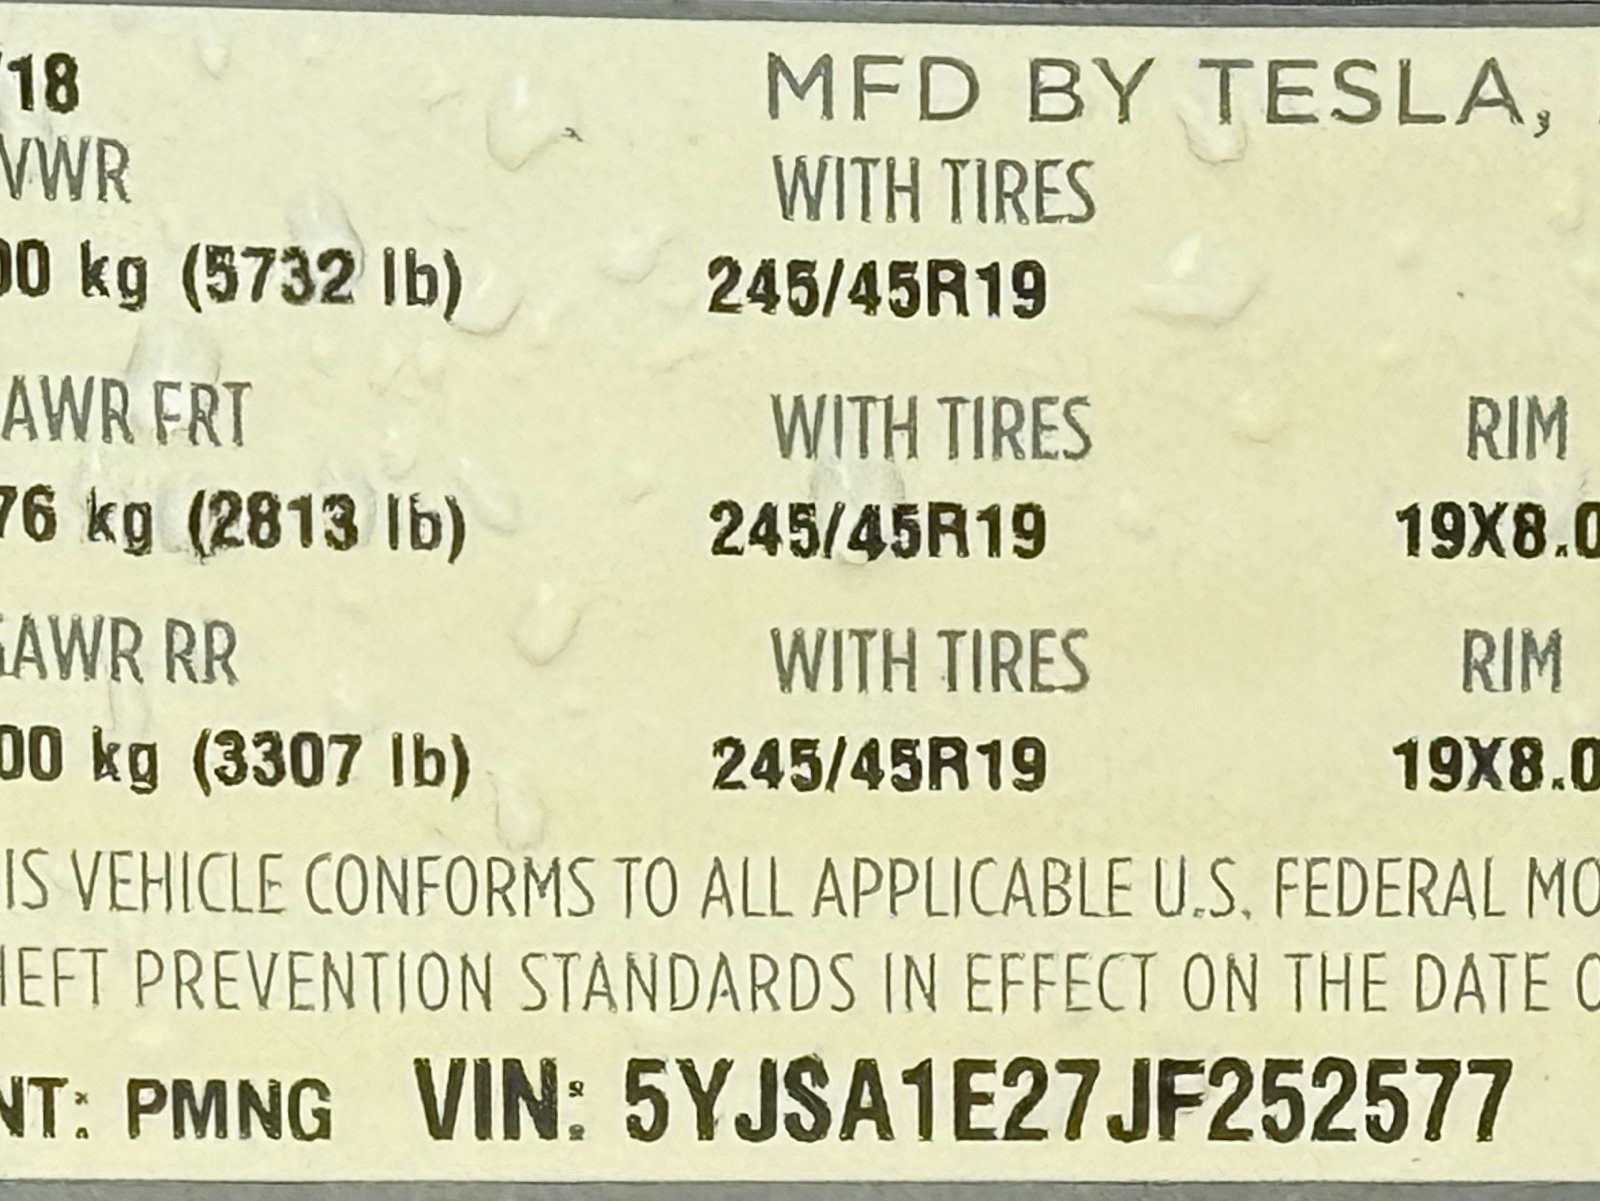 /18 MFD BY TESLA,
VWR WITH TIRES
00 kg (5732 lb) 245/45R19
AWR FRT WITH TIRES RIM
76 kg (2813 lb) 245/45R19 19X8.0
GAWR RR WITH TIRES RIM
00 kg (3307 lb) 245/45R19 19X8.0
IS VEHICLE CONFORMS TO ALL APPLICABLE U.S. FEDERAL MO
HEFT PREVENTION STANDARDS IN EFFECT ON THE DATE O
NT: PMNG VIN: 5YJSA1E27JF252577